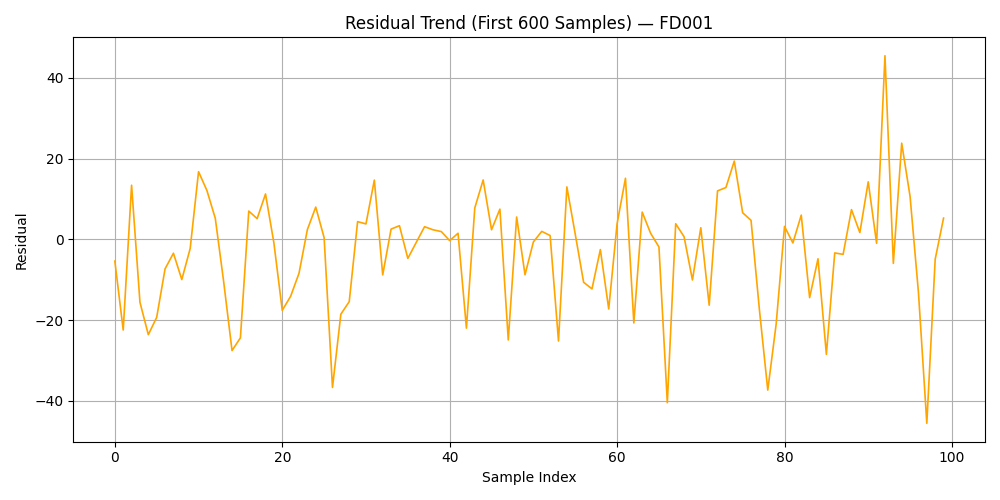 Residual Trend (First 600 Samples) — FD001
Residual
40
20
0
−20
−40
0 20 40 60 80 100
Sample Index